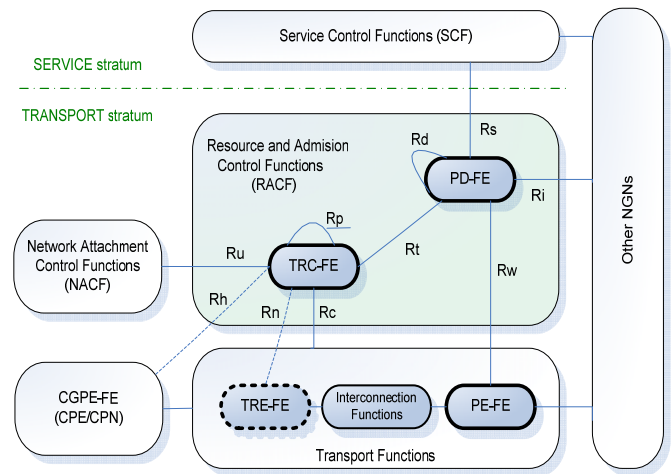 Service Control Functions (SCF)
SERVICE stratum
TRANSPORT stratum
Resource and Admision
Control Functions
(RACF)
Rd
Rs
PD-FE
Ri
Other NGNs
Rp
Network Attachment
Control Functions
(NACF)
Ru
TRC-FE
Rt
Rw
Rh
Rn
Rc
CGPE-FE
(CPE/CPN)
TRE-FE
Interconnection
Functions
PE-FE
Transport Functions